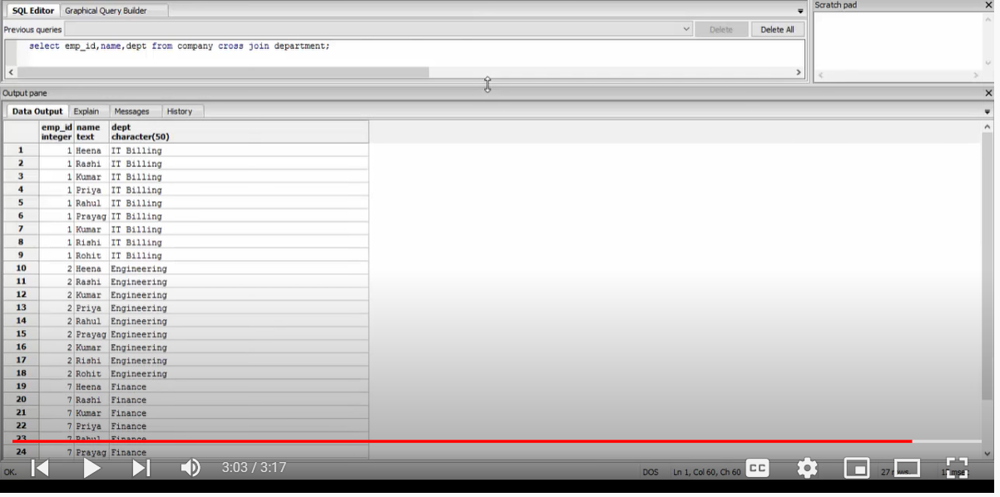 SQL Editor Graphical Query Builder Scratch pad
Previous queries Delete Delete All
select emp_id,name,dept from company cross join department;
Output pane
Data Output Explain Messages History
emp_id name dept
integer text character(50)
1 1 Heena IT Billing
2 1 Rashi IT Billing
3 1 Kumar IT Billing
4 1 Priya IT Billing
5 1 Rahul IT Billing
6 1 Prayag IT Billing
7 1 Kumar IT Billing
8 1 Rishi IT Billing
9 1 Rohit IT Billing
10 2 Heena Engineering
11 2 Rashi Engineering
12 2 Kumar Engineering
13 2 Priya Engineering
14 2 Rahul Engineering
15 2 Prayag Engineering
16 2 Kumar Engineering
17 2 Rishi Engineering
18 2 Rohit Engineering
19 7 Heena Finance
20 7 Rashi Finance
21 7 Kumar Finance
22 7 Priya Finance
23 7 Rahul Finance
24 7 Prayag Finance
OK. 3:03 / 3:17 DOS Ln 1, Col 60, Ch 60 CC 27 rows.